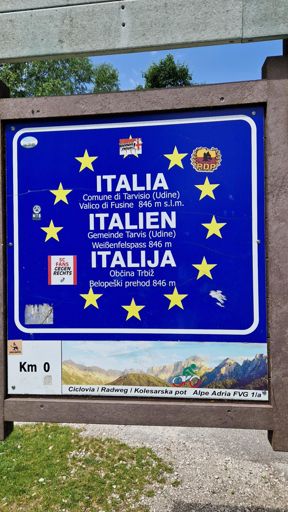 ITALIA
Comune di Tarvisio (Udine)
Valico di Fusine 846 m s.l.m.
ITALIEN
Gemeinde Tarvis (Udine)
Weißenfelspass 846 m
ITALIJA
Občina Trbiž
Belopeški prehod 846 m
SC
FANS
GEGEN
RECHTS
Km 0
Ciclovia / Radweg / Kolesarska pot Alpe Adria FVG 1/a